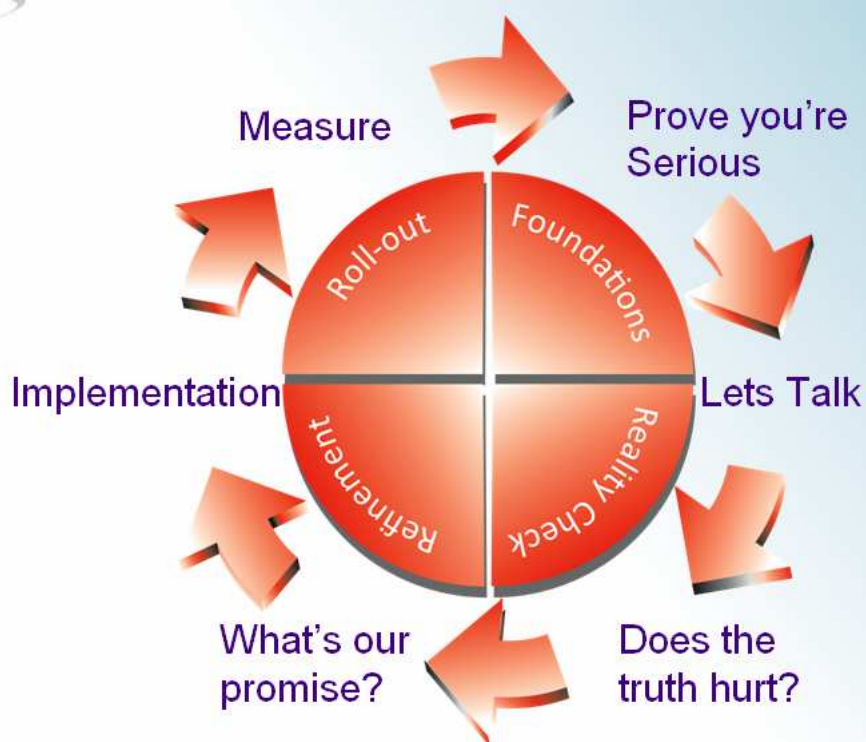 Measure
Prove you're
Serious
Roll-out
Foundations
Implementation
Lets Talk
Refinement
Reality Check
What's our
promise?
Does the
truth hurt?